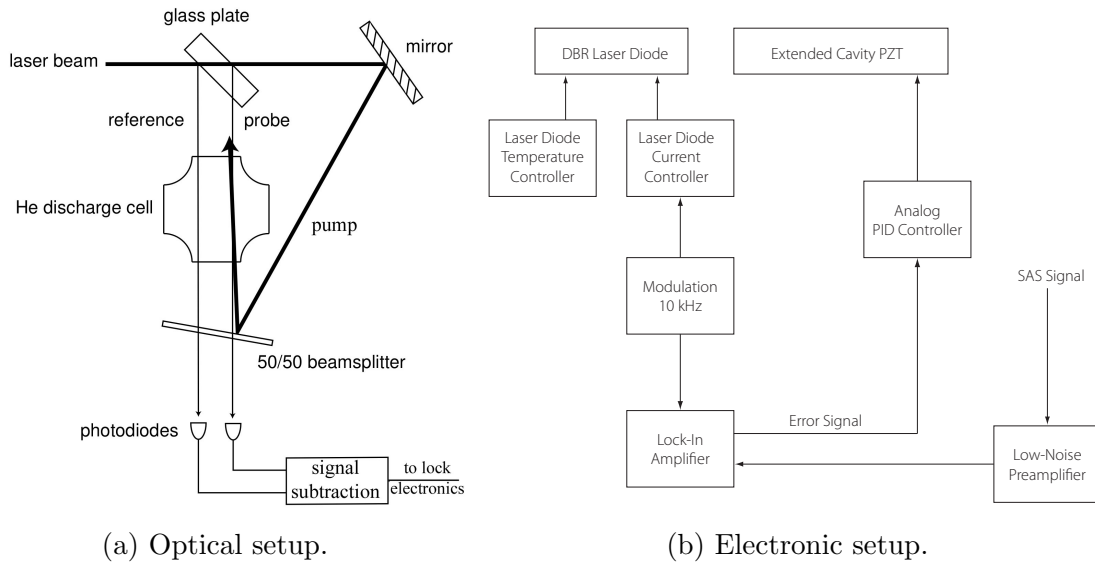 glass plate
mirror
laser beam
reference
probe
He discharge cell
pump
50/50 beamsplitter
photodiodes
signal
subtraction
to lock
electronics
(a) Optical setup.
DBR Laser Diode
Extended Cavity PZT
Laser Diode
Temperature
Controller
Laser Diode
Current
Controller
Analog
PID Controller
Modulation
10 kHz
SAS Signal
Error Signal
Lock-In
Amplifier
Low-Noise
Preamplifier
(b) Electronic setup.